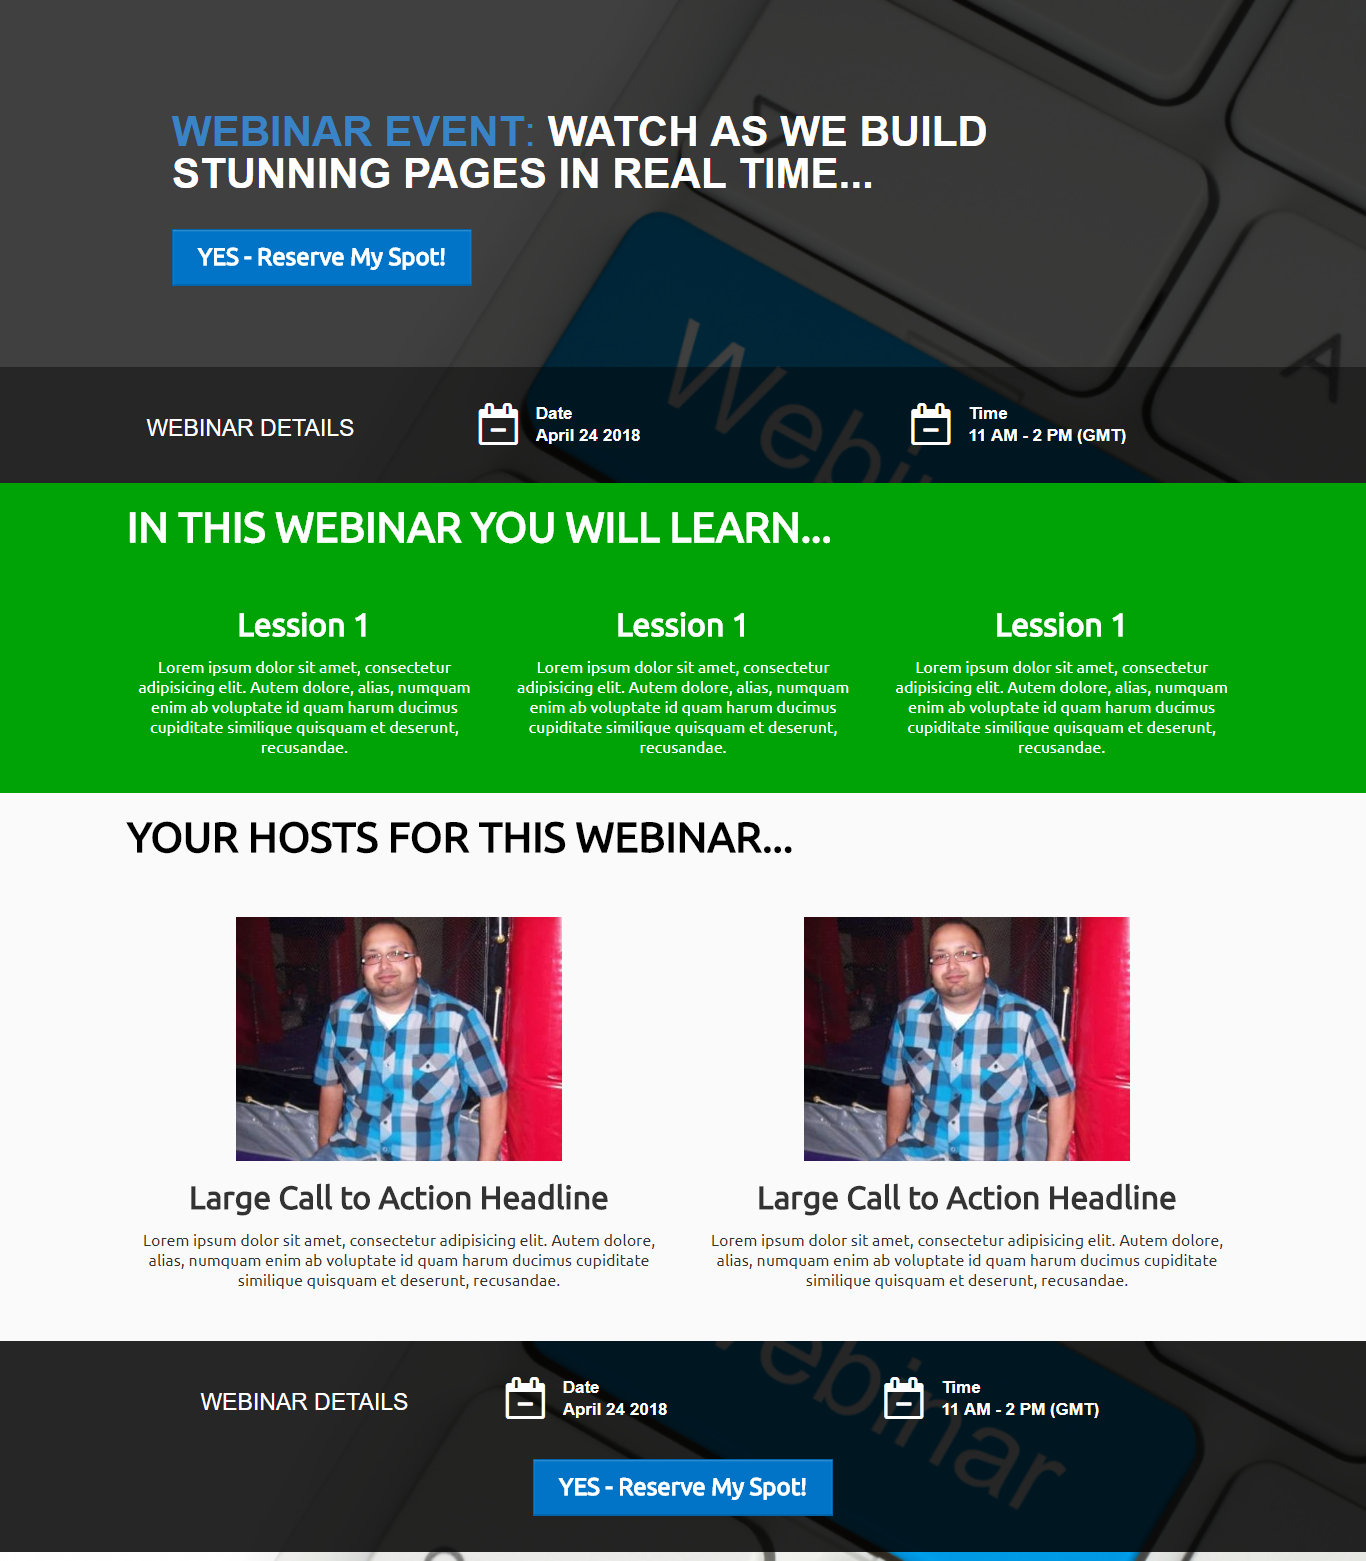 WEBINAR EVENT: WATCH AS WE BUILD
STUNNING PAGES IN REAL TIME...
YES - Reserve My Spot!
A
Webin
WEBINAR DETAILS
Date
April 24 2018
Time
11 AM - 2 PM (GMT)
IN THIS WEBINAR YOU WILL LEARN...
Lession 1
Lorem ipsum dolor sit amet, consectetur
adipisicing elit. Autem dolore, alias, numquam
enim ab voluptate id quam harum ducimus
cupiditate similique quisquam et deserunt,
recusandae.
Lession 1
Lorem ipsum dolor sit amet, consectetur
adipisicing elit. Autem dolore, alias, numquam
enim ab voluptate id quam harum ducimus
cupiditate similique quisquam et deserunt,
recusandae.
Lession 1
Lorem ipsum dolor sit amet, consectetur
adipisicing elit. Autem dolore, alias, numquam
enim ab voluptate id quam harum ducimus
cupiditate similique quisquam et deserunt,
recusandae.
YOUR HOSTS FOR THIS WEBINAR...
Large Call to Action Headline
Lorem ipsum dolor sit amet, consectetur adipisicing elit. Autem dolore,
alias, numquam enim ab voluptate id quam harum ducimus cupiditate
similique quisquam et deserunt, recusandae.
Large Call to Action Headline
Lorem ipsum dolor sit amet, consectetur adipisicing elit. Autem dolore,
alias, numquam enim ab voluptate id quam harum ducimus cupiditate
similique quisquam et deserunt, recusandae.
WEBINAR DETAILS
Date
April 24 2018
Time
11 AM - 2 PM (GMT)
Webinar
YES - Reserve My Spot!